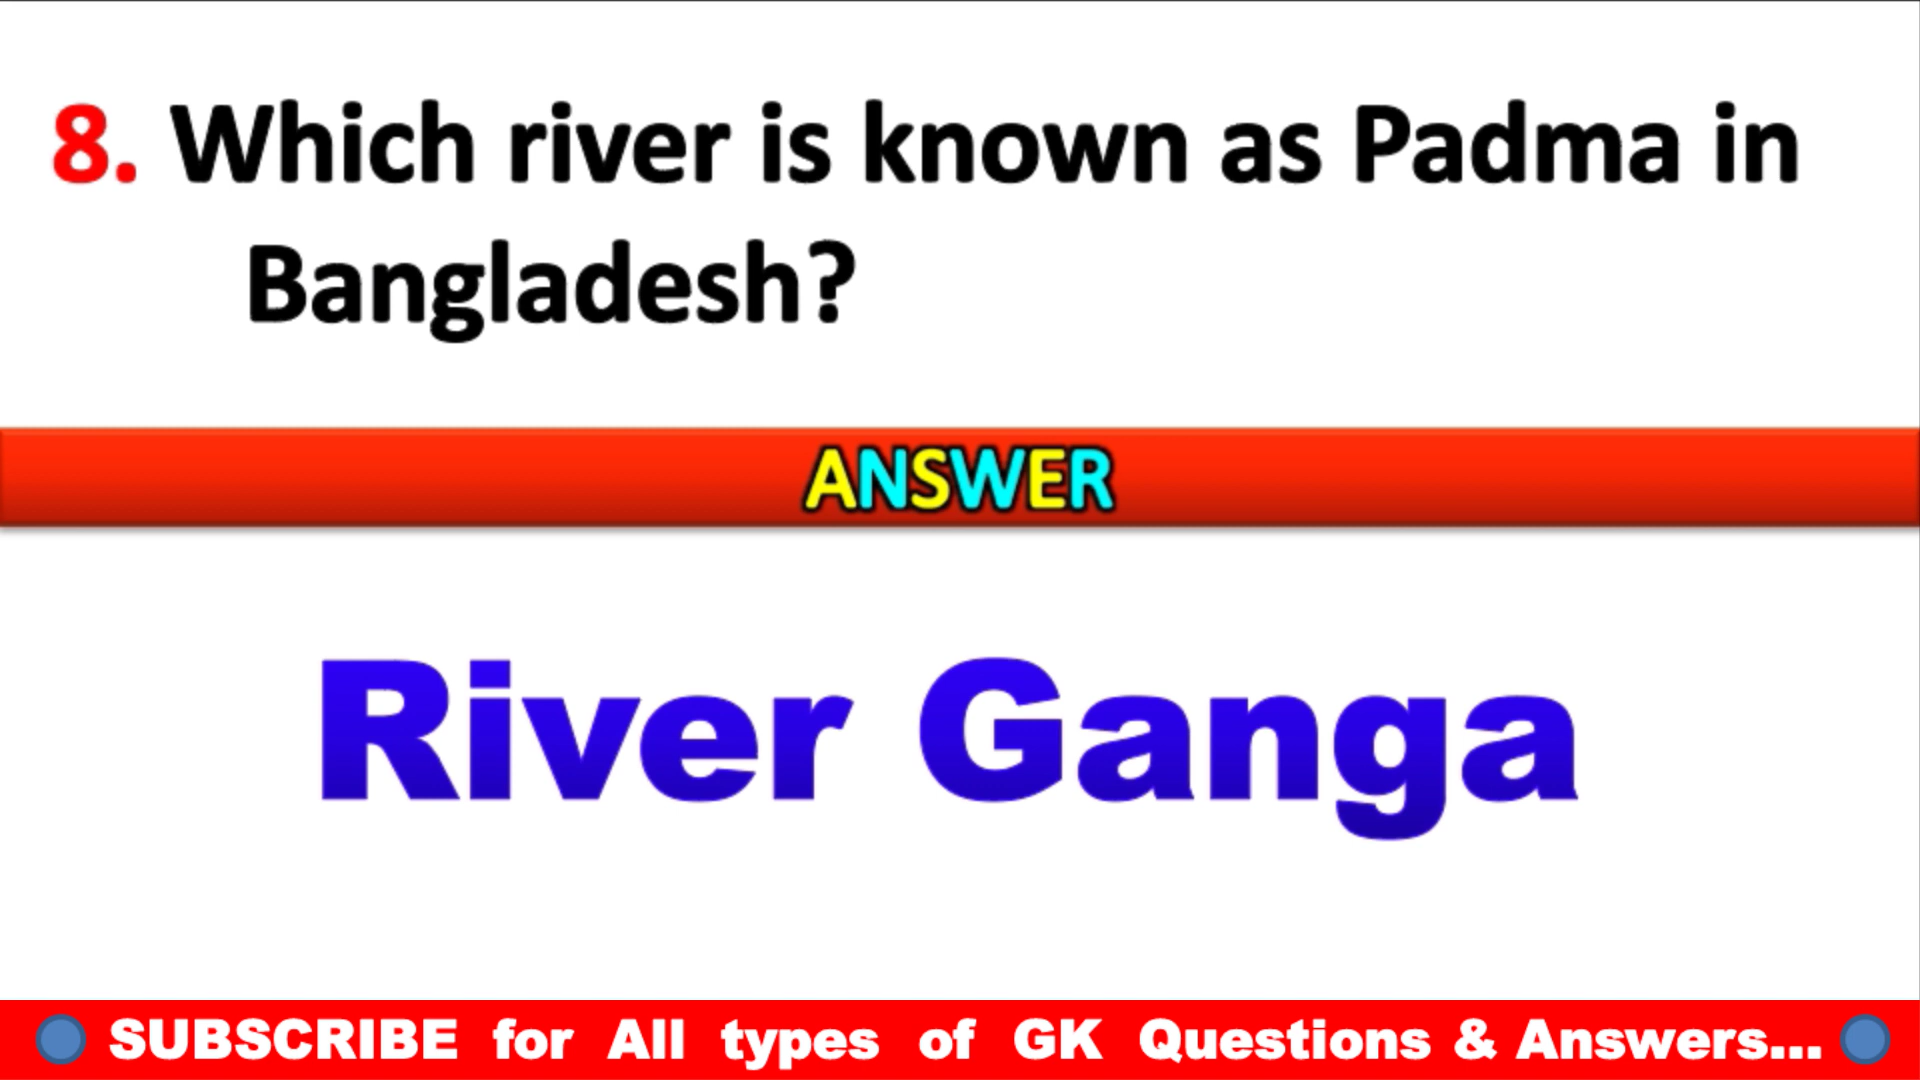 8. Which river is known as Padma in
Bangladesh?
ANSWER
River Ganga
SUBSCRIBE for All types of GK Questions & Answers...